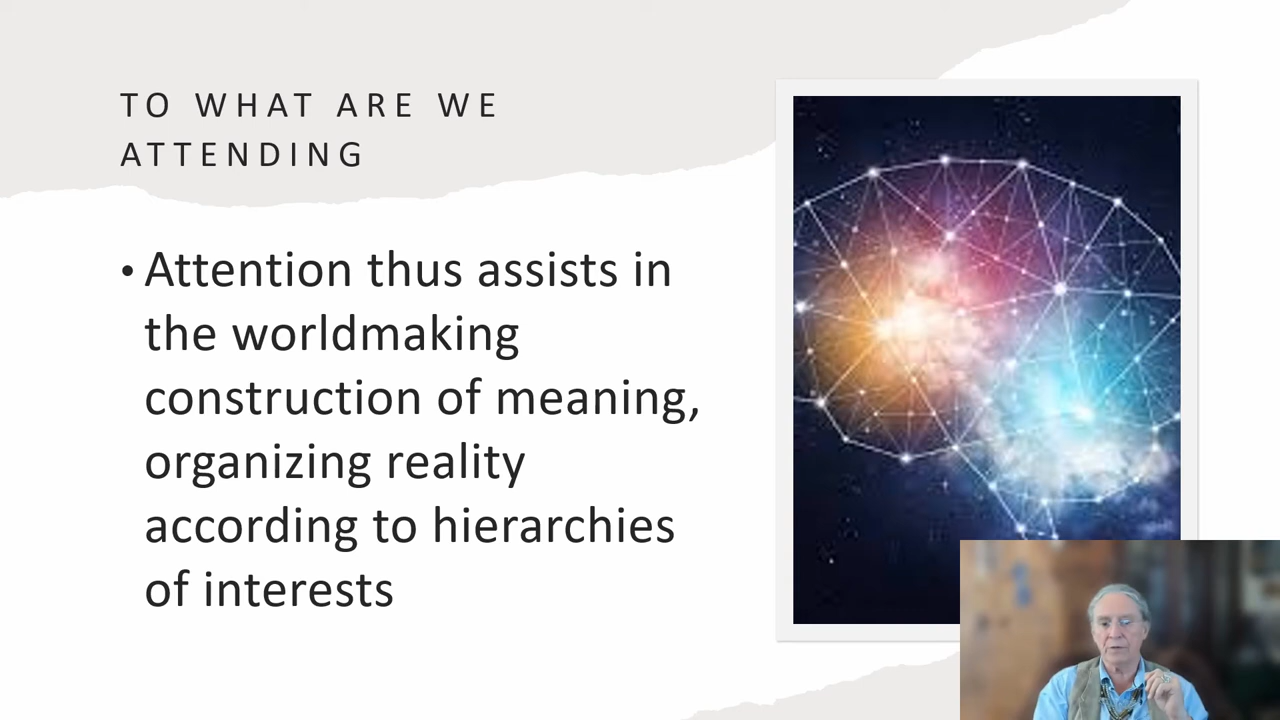 TO WHAT ARE WE
ATTENDING
• Attention thus assists in
the worldmaking
construction of meaning,
organizing reality
according to hierarchies
of interests